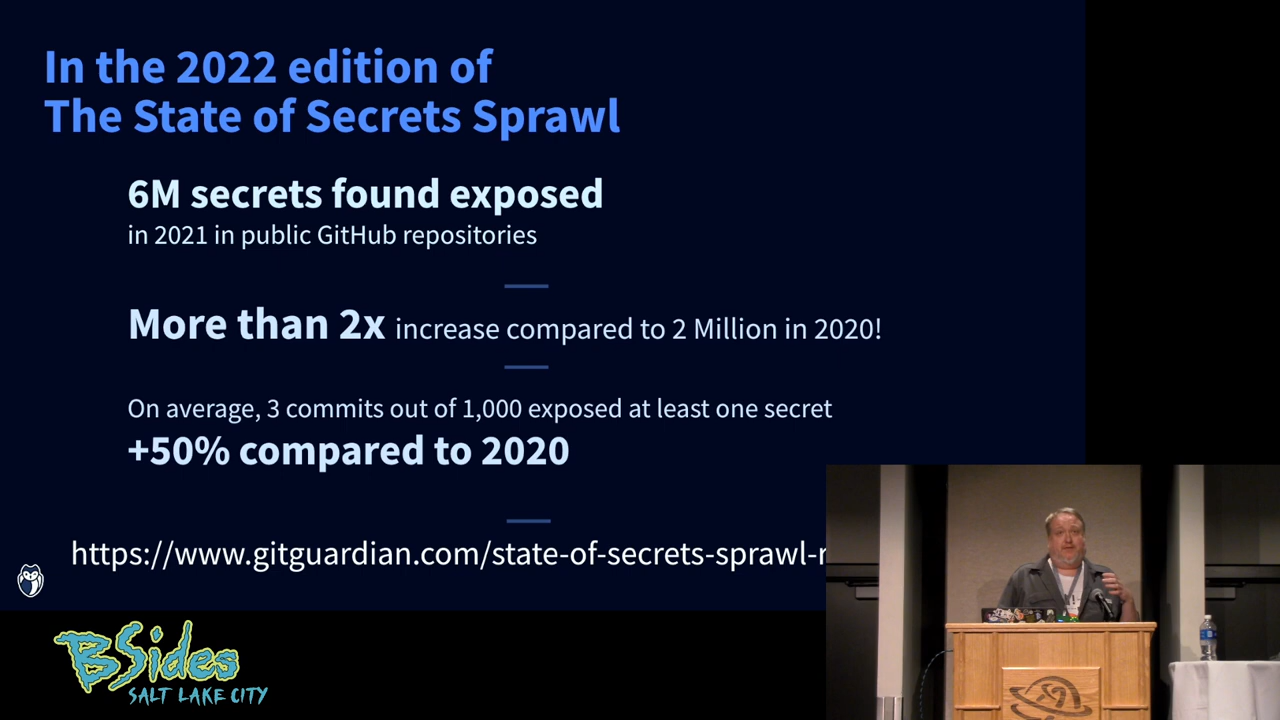 In the 2022 edition of
The State of Secrets Sprawl
6M secrets found exposed
in 2021 in public GitHub repositories
More than 2x increase compared to 2 Million in 2020!
On average, 3 commits out of 1,000 exposed at least one secret
+50% compared to 2020
https://www.gitguardian.com/state-of-secrets-sprawl-r
BSides
SALT LAKE CITY